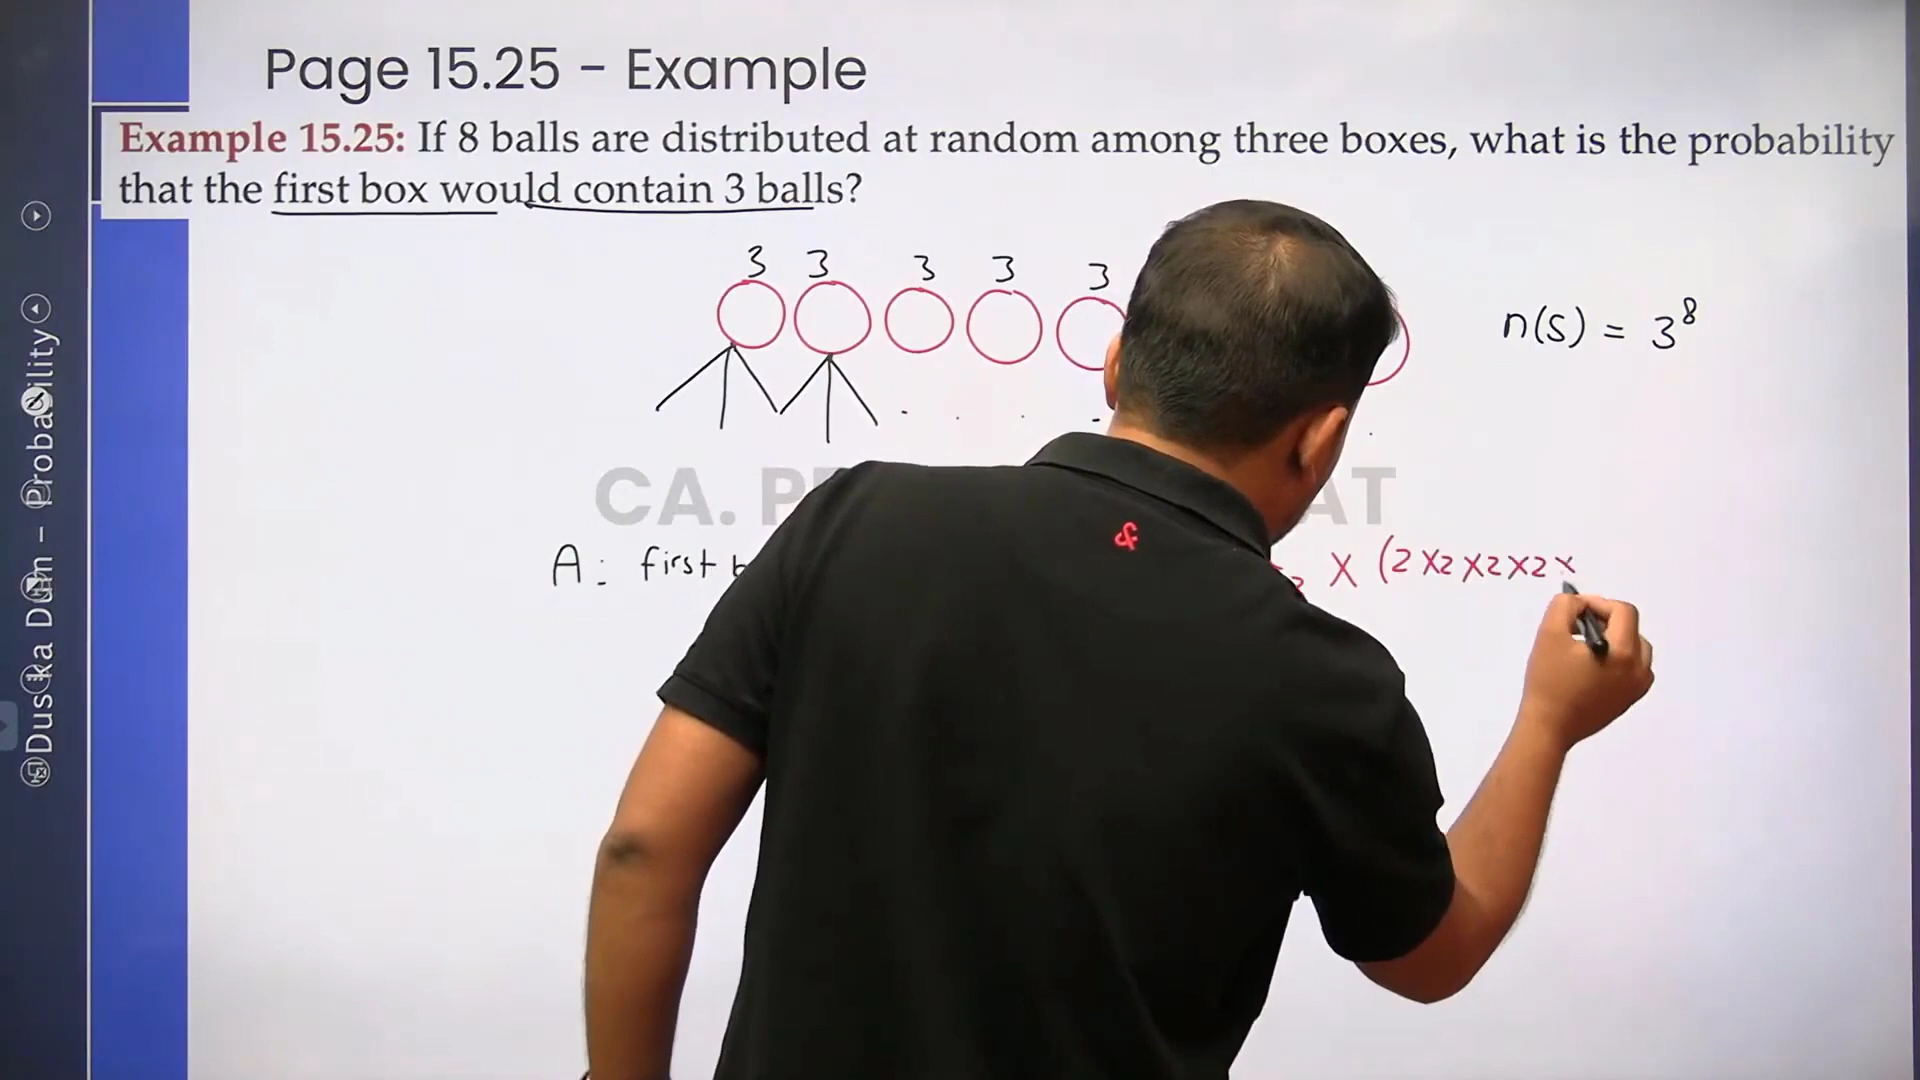 Page 15.25 - Example
Example 15.25: If 8 balls are distributed at random among three boxes, what is the probability
that the first box would contain 3 balls?
3 3 3 3 3
n(S) = 3⁸
CA. P AT
A: first b
X (2 X2 X2 X2 X
Duska Dum - Probability